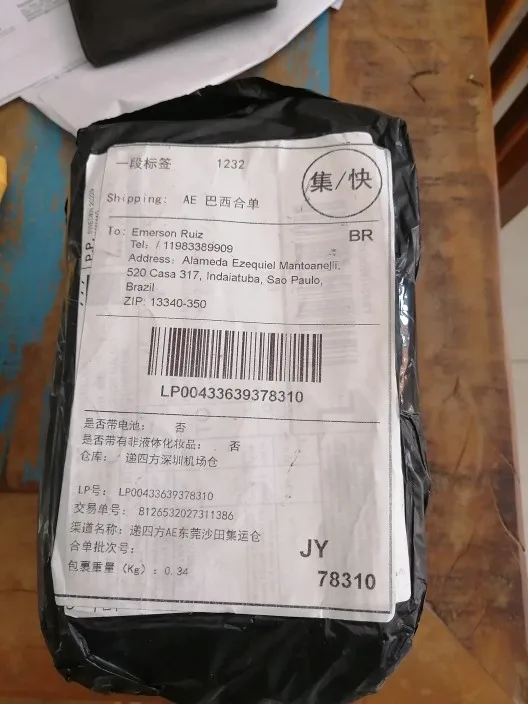 一段标签 1232
集/快
Shipping: AE 巴西合单
To: Emerson Ruiz
BR
Tel: / 11983389909
Address: Alameda Ezequiel Mantoanelli,
520 Casa 317, Indaiatuba, Sao Paulo,
Brazil
ZIP: 13340-350
LP00433639378310
是否带电池: 否
是否带有非液体化妆品: 否
仓库: 递四方深圳机场仓
LP号: LP00433639378310
交易单号: 8126532027311386
渠道名称: 递四方AE东莞沙田集运仓
合单批次号:
JY
包裹重量 (Kg): 0.34
78310